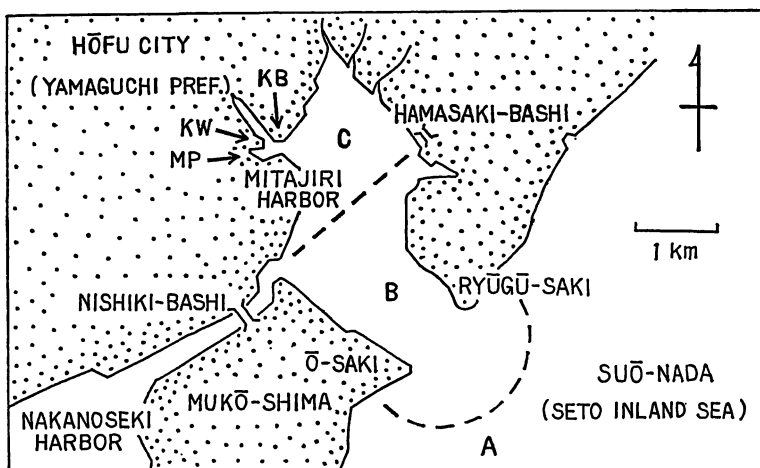 HŌFU CITY
(YAMAGUCHI PREF.)
KB
KW
MP
C
HAMASAKI-BASHI
MITAJIRI
HARBOR
1 km
B
RYŪGŪ-SAKI
NISHIKI-BASHI
Ō-SAKI
MUKŌ-SHIMA
SUŌ-NADA
(SETO INLAND SEA)
NAKANOSEKI
HARBOR
A